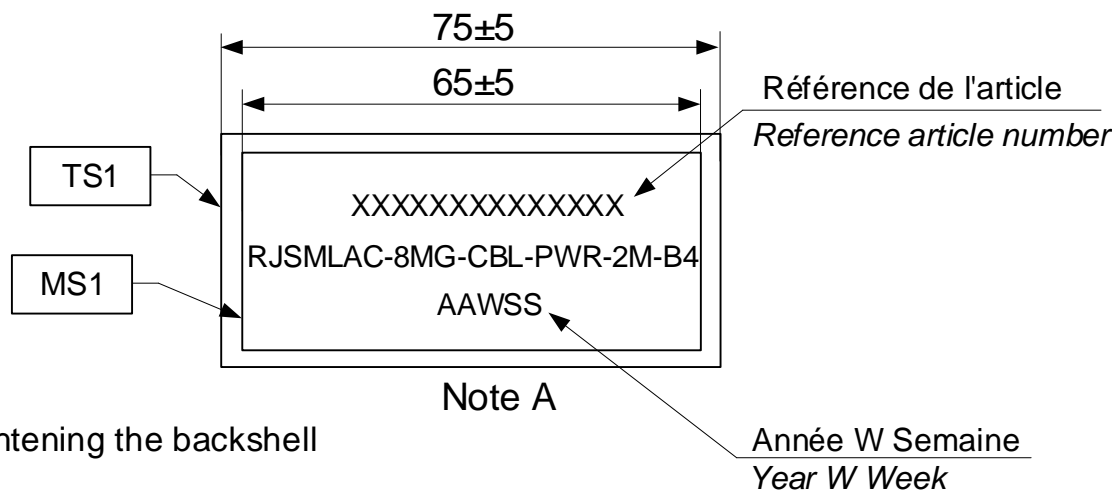 75±5
65±5
Référence de l'article
Reference article number
TS1
XXXXXXXXXXXXXX
RJSMLAC-8MG-CBL-PWR-2M-B4
MS1
AAWSS
Note A
the backshell
Année W Semaine
Year W Week